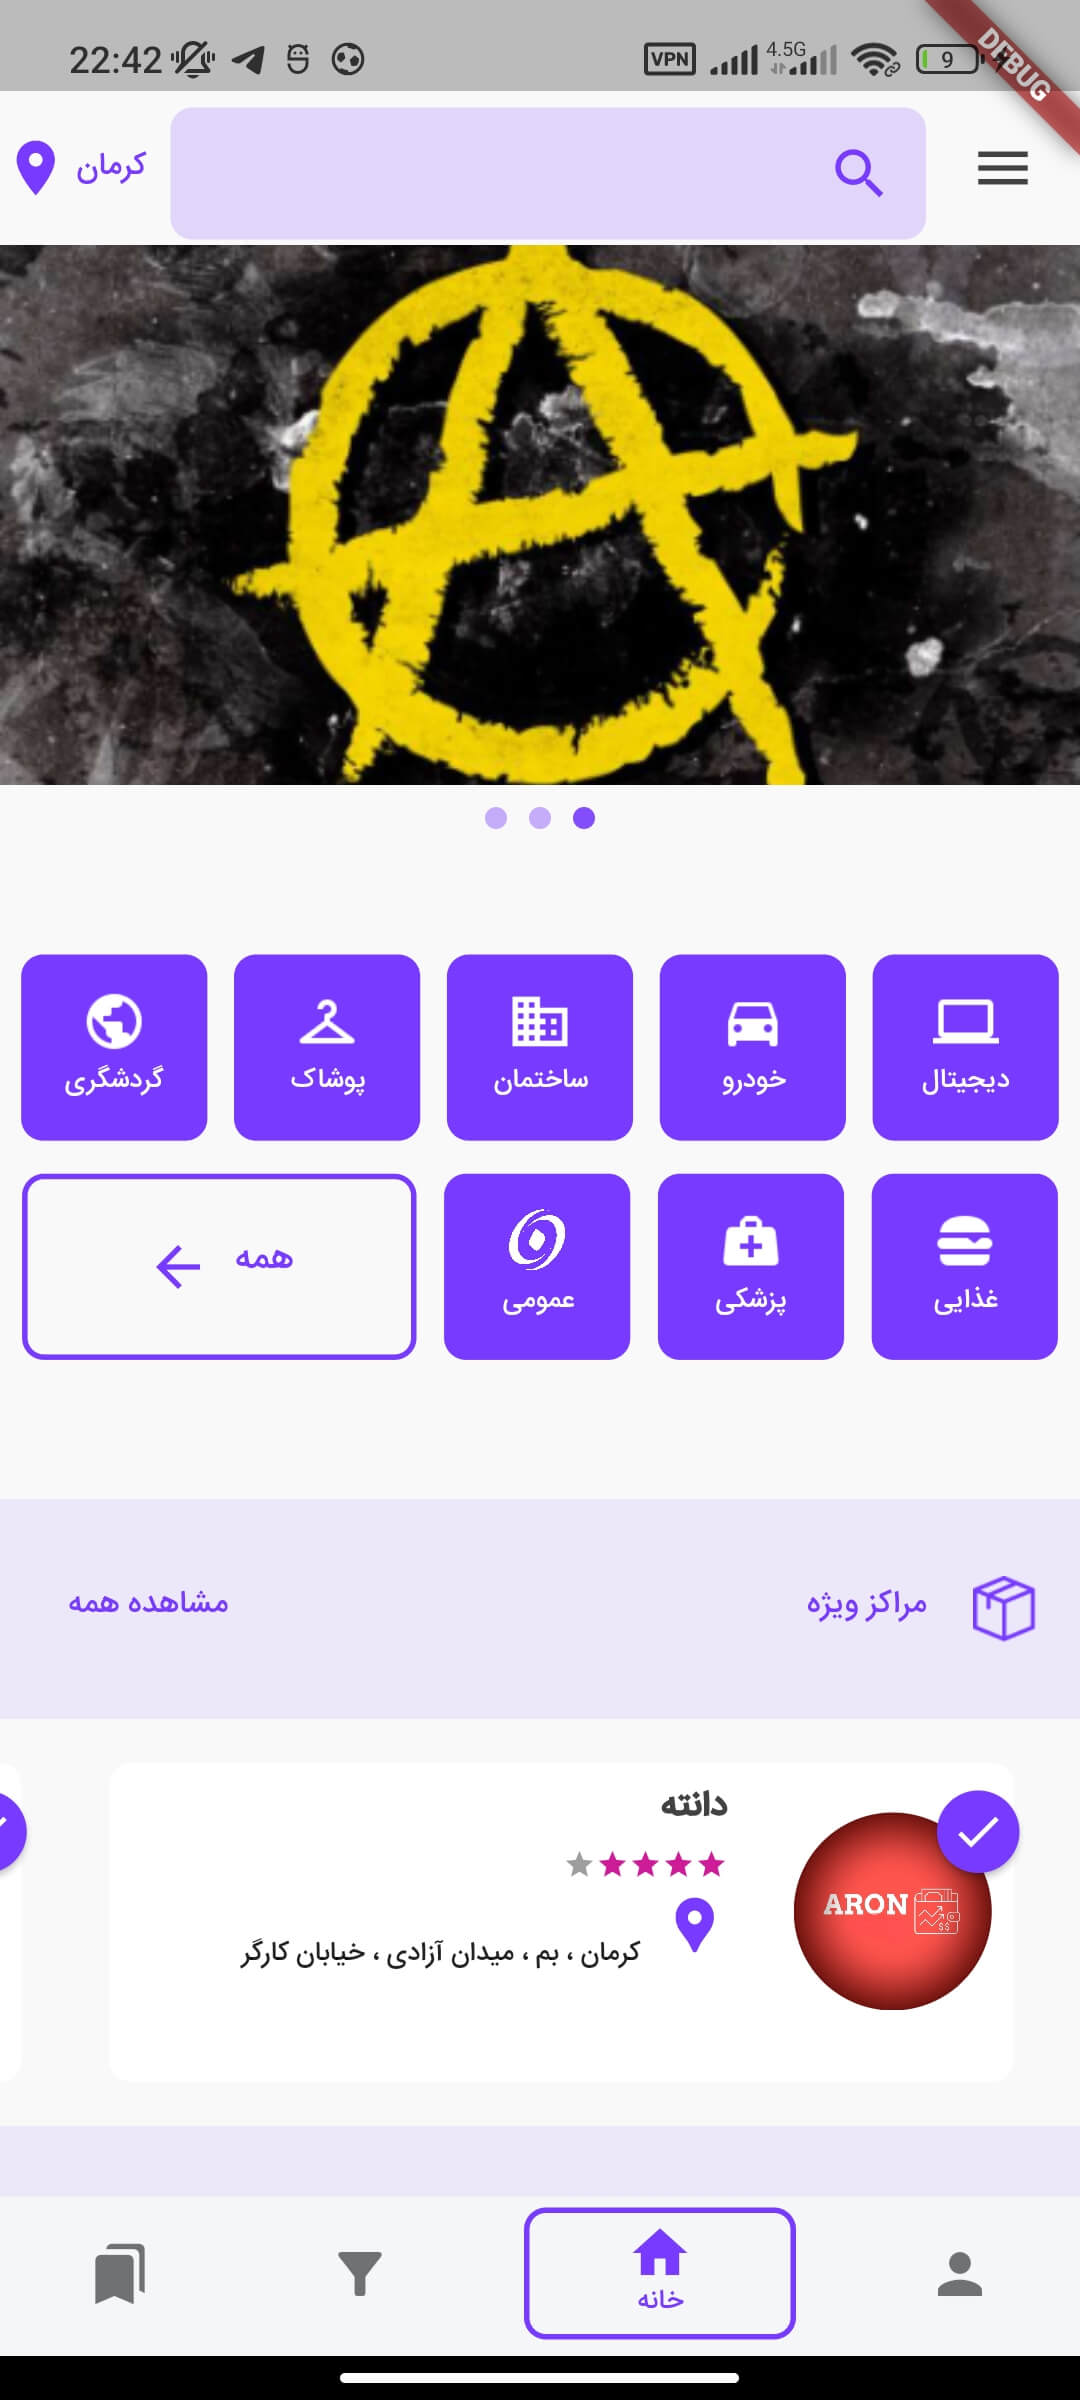 22:42
VPN
4.5G
9
DEBUG
کرمان
دیجیتال
خودرو
ساختمان
پوشاک
گردشگری
غذایی
پزشکی
عمومی
همه
مراکز ویژه
مشاهده همه
دانته
ARON
$$
کرمان ، بم ، میدان آزادی ، خیابان کارگر
خانه